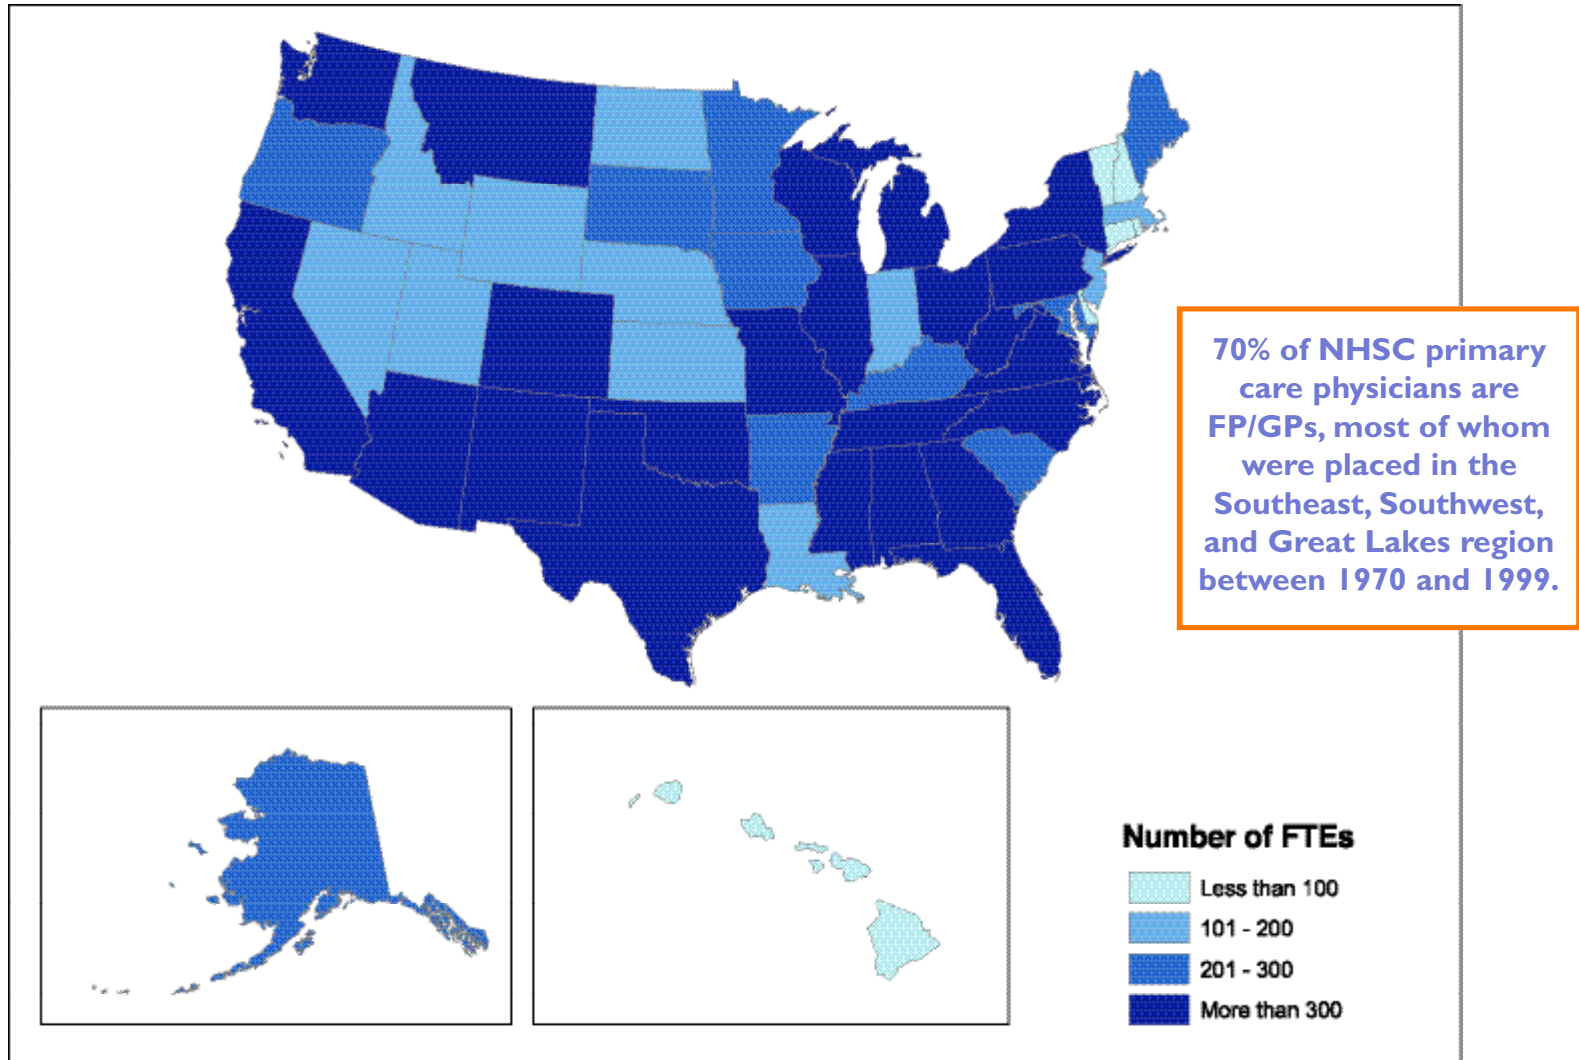 70% of NHSC primary
care physicians are
FP/GPs, most of whom
were placed in the
Southeast, Southwest,
and Great Lakes region
between 1970 and 1999.
Number of FTEs
Less than 100
101 - 200
201 - 300
More than 300